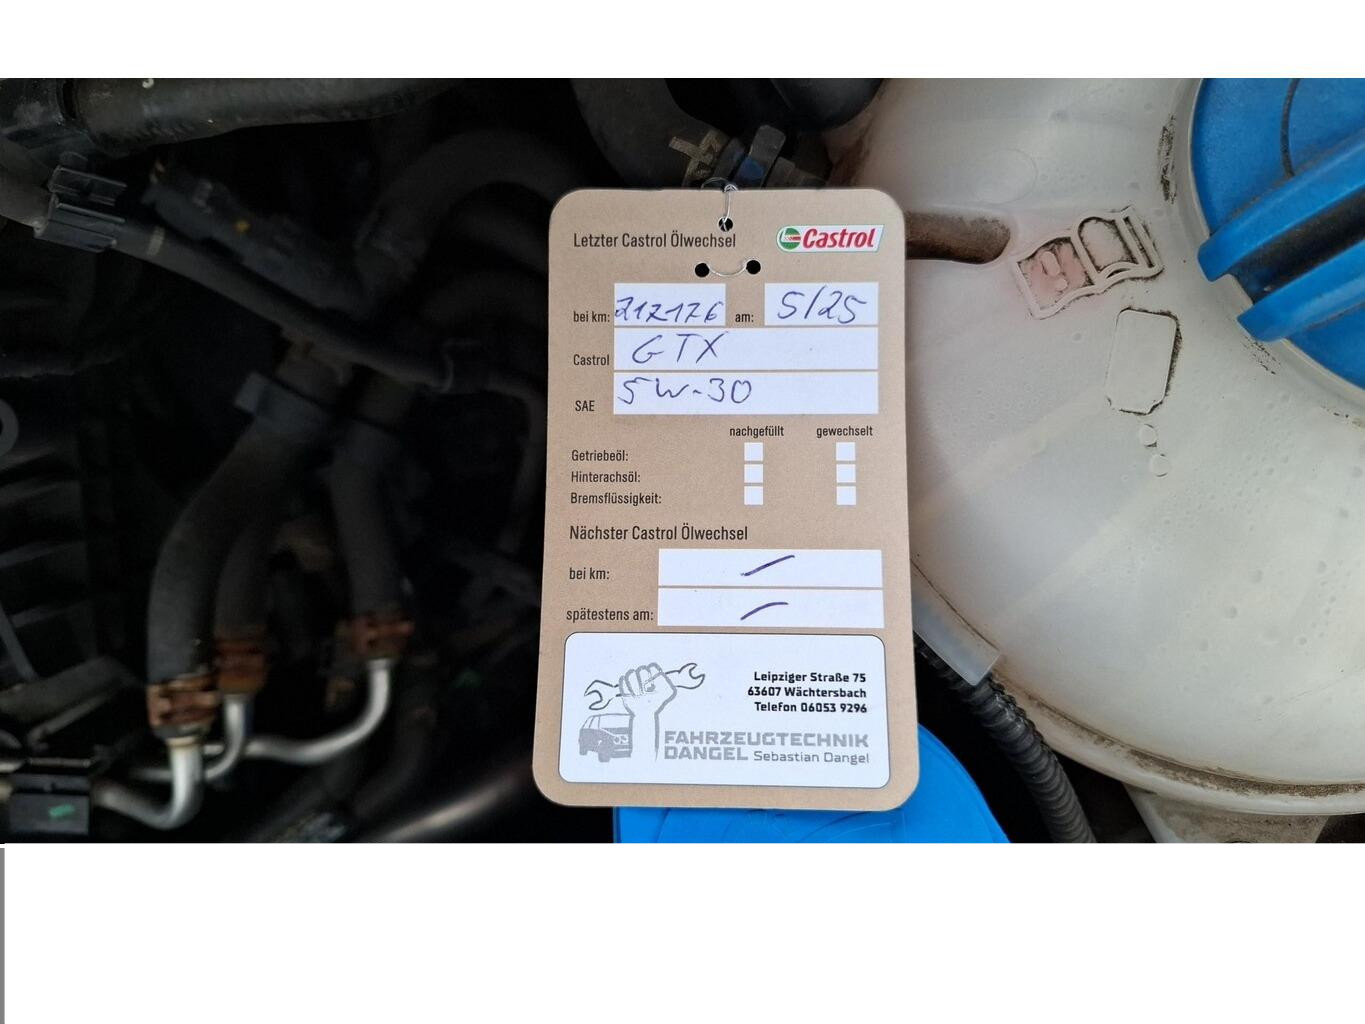 Letzter Castrol Ölwechsel
Castrol
bei km: 212176 am: 5/25
Castrol GTX
SAE 5W-30
nachgefüllt gewechselt
Getriebeöl:
Hinterachsöl:
Bremsflüssigkeit:
Nächster Castrol Ölwechsel
bei km: –
spätestens am: –
Leipziger Straße 75
63607 Wächtersbach
Telefon 06053 9296
FAHRZEUGTECHNIK
DANGEL Sebastian Dangel